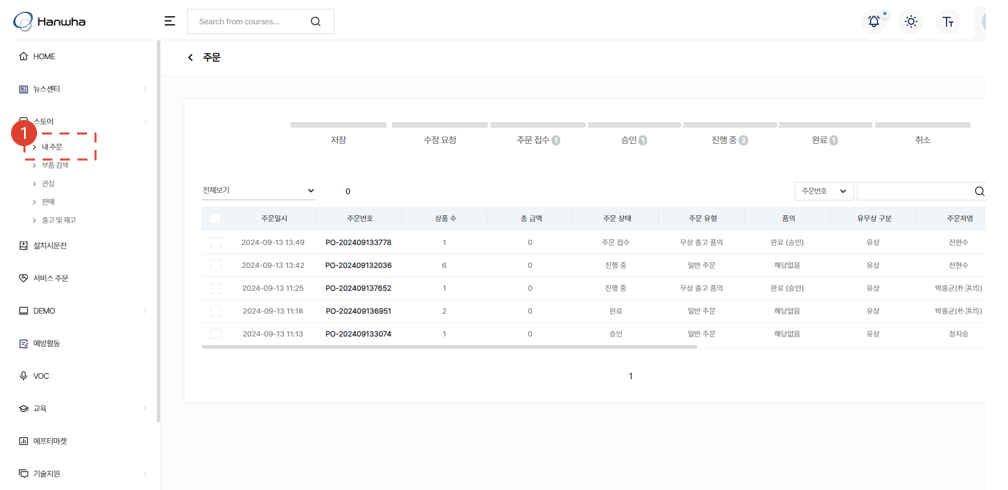 Hanwha
Search from courses...
HOME
뉴스센터
스토어
1
내 주문
부품 검색
관심
판매
출고 및 재고
설치시운전
서비스 주문
DEMO
예방활동
VOC
교육
애프터마켓
기술지원
주문
저장 수정 요청 주문 접수 1 승인 1 진행 중 2 완료 1 취소
전체보기 0 주문번호
주문일시 주문번호 상품 수 총 금액 주문 상태 주문 유형 품의 유무상 구분 주문자명
2024-09-13 13:49 PO-202409133778 1 0 주문 접수 무상 출고 품의 완료 (승인) 유상 전현수
2024-09-13 13:42 PO-202409132036 6 0 진행 중 일반 주문 해당없음 유상 전현수
2024-09-13 11:25 PO-202409137652 1 0 진행 중 무상 출고 품의 완료 (승인) 유상 박홍균(朴洪均)
2024-09-13 11:18 PO-202409136951 2 0 완료 일반 주문 해당없음 유상 박홍균(朴洪均)
2024-09-13 11:13 PO-202409133074 1 0 승인 일반 주문 해당없음 유상 정지승
1